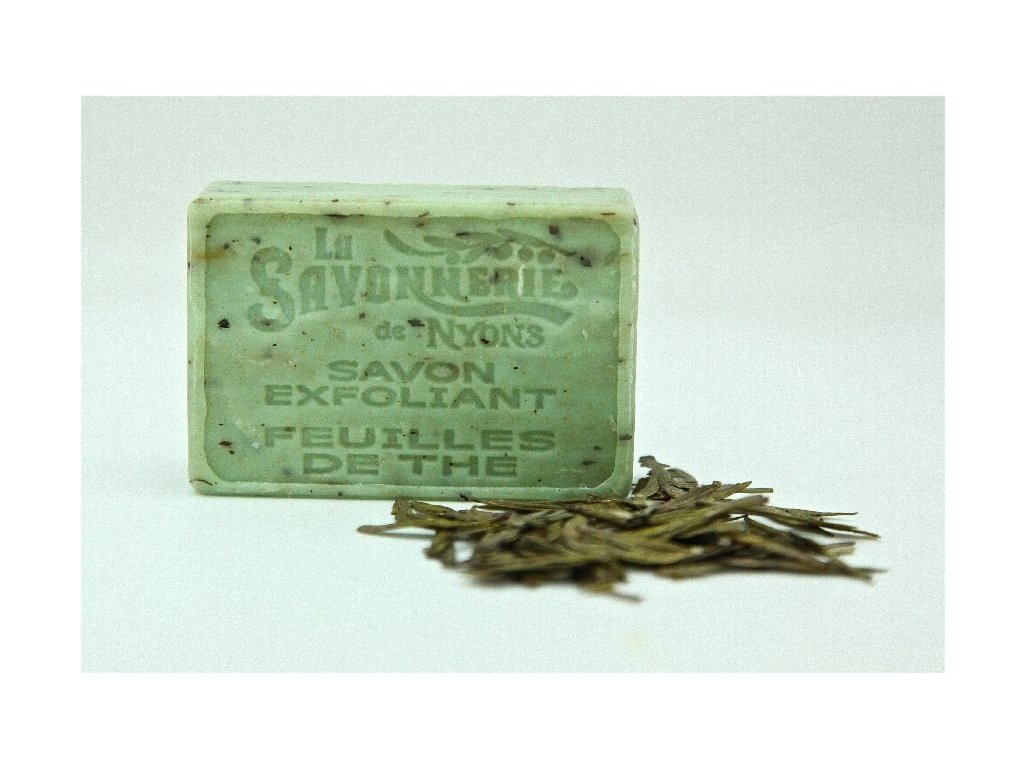 La
SAVONNERIE
de NYONS
SAVON
EXFOLIANT
FEUILLES
DE THE